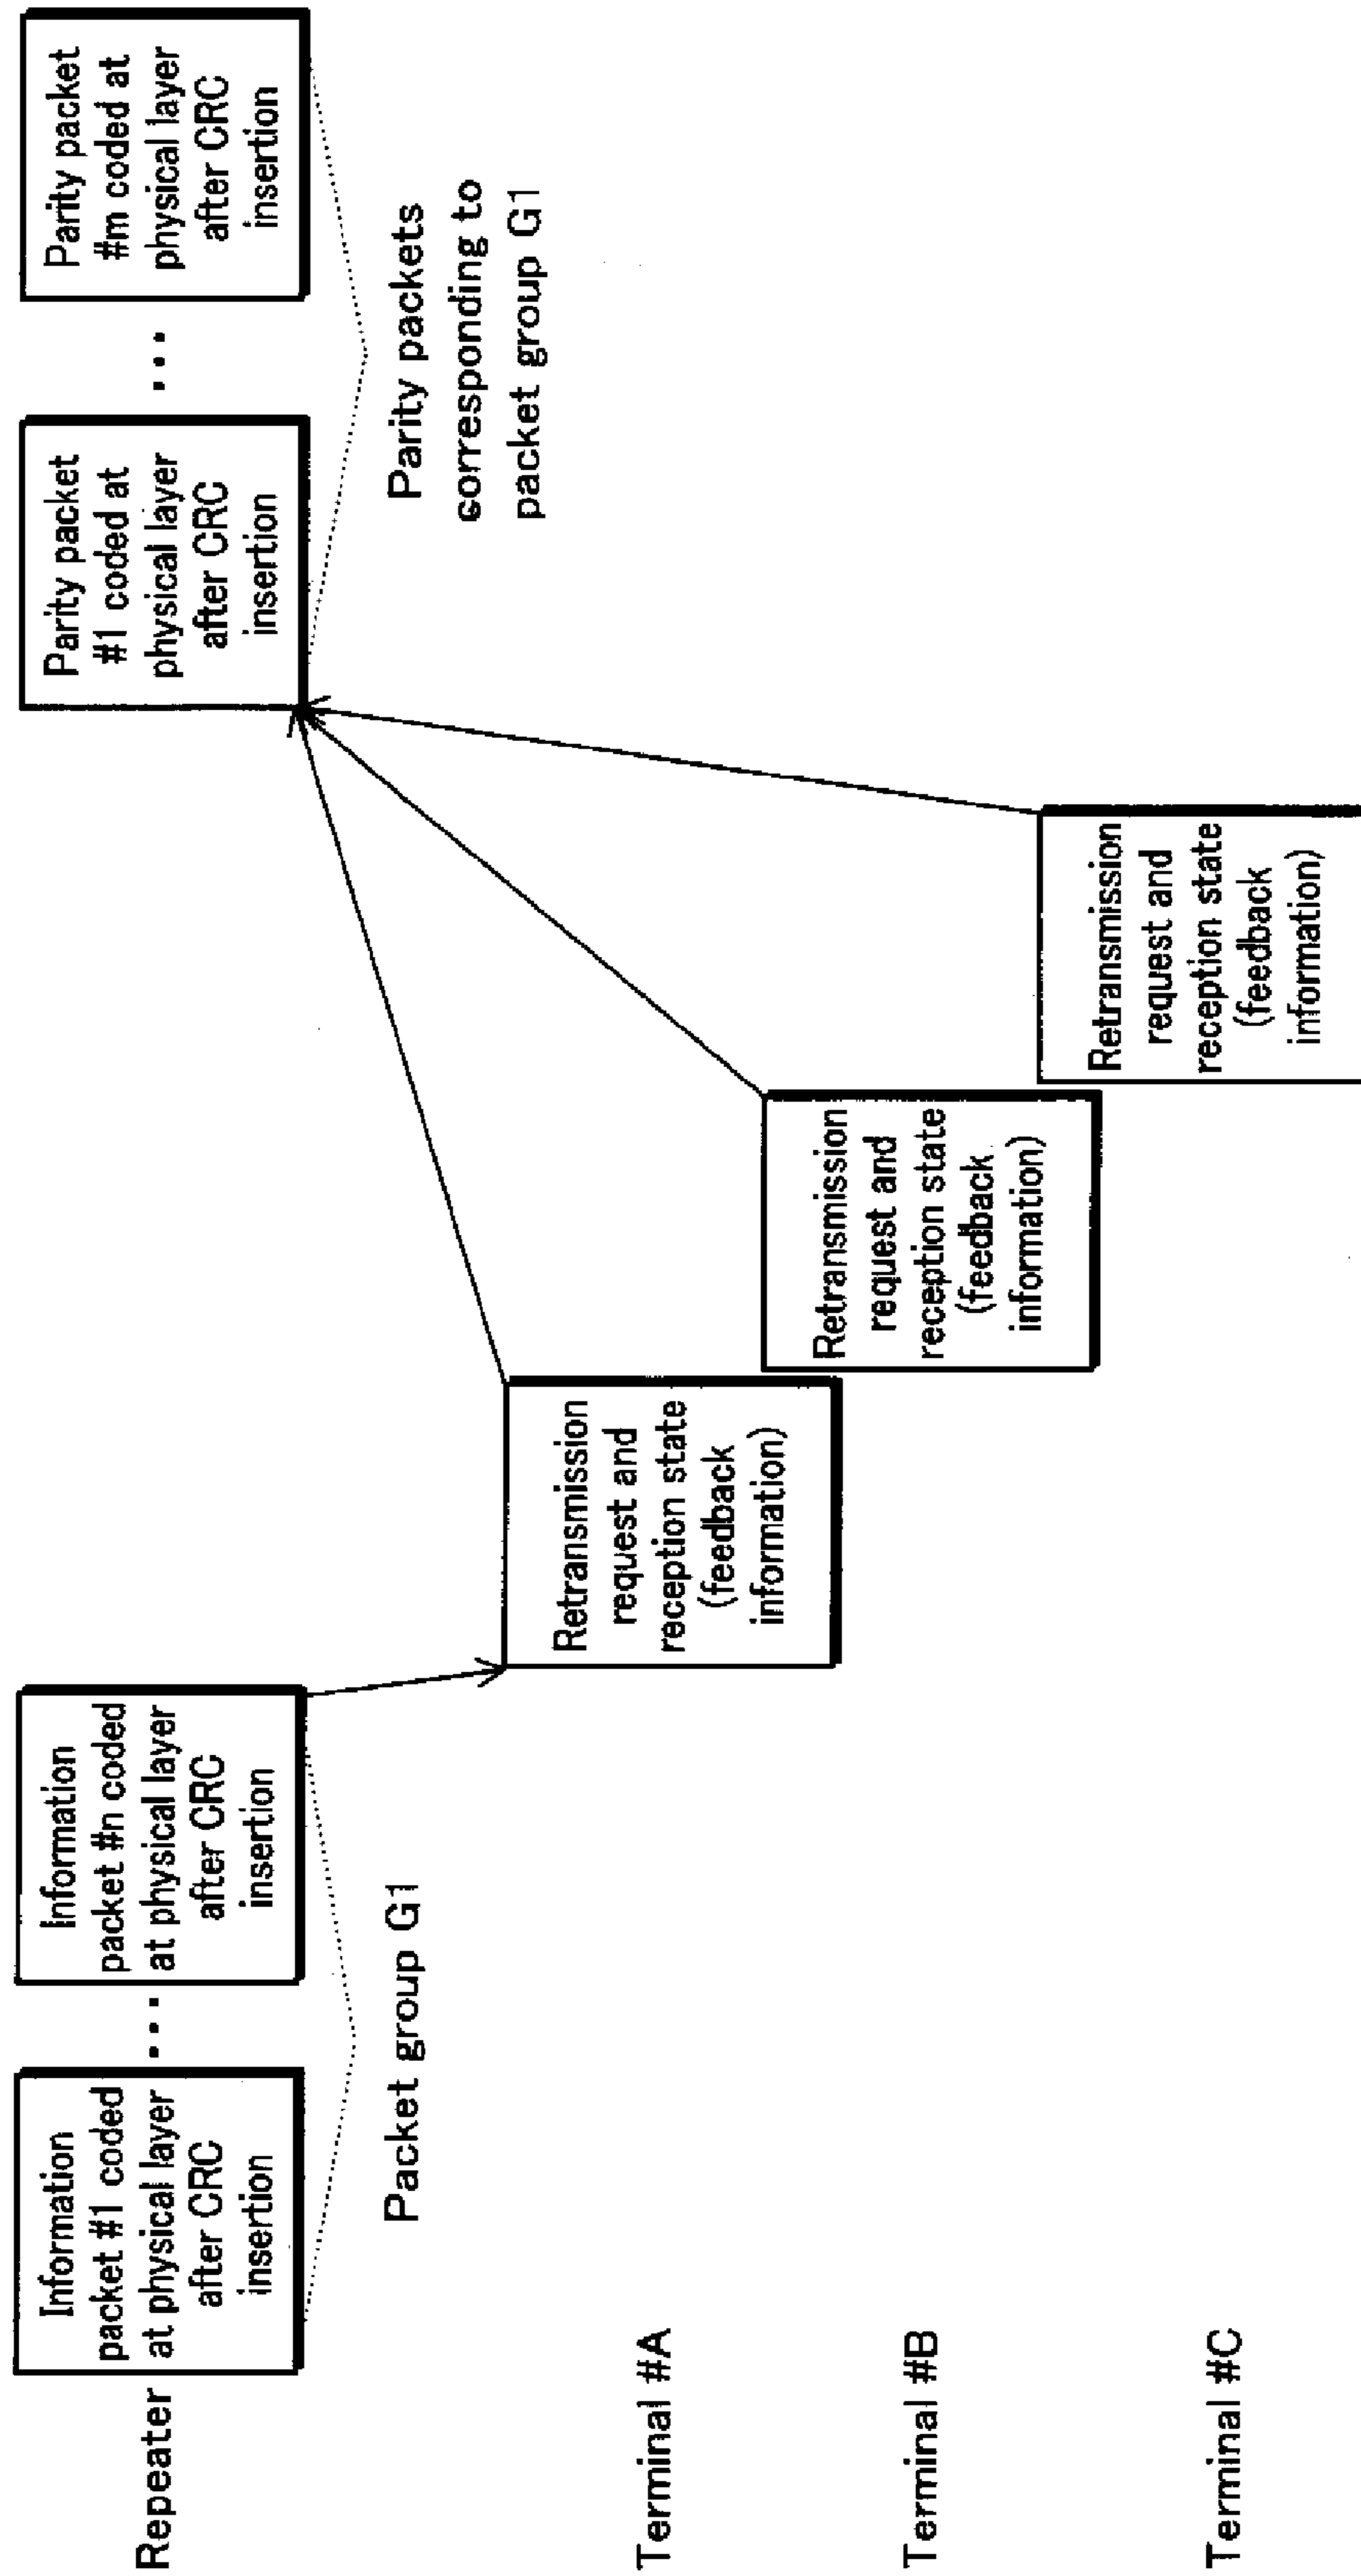 Repeater
Information
packet #1 coded
at physical layer
after CRC
insertion
...
Information
packet #n coded
at physical layer
after CRC
insertion
Packet group G1
Parity packet
#1 coded at
physical layer
after CRC
insertion
...
Parity packet
#m coded at
physical layer
after CRC
insertion
Parity packets
corresponding to
packet group G1
Terminal #A
Retransmission
request and
reception state
(feedback
information)
Terminal #B
Retransmission
request and
reception state
(feedback
information)
Terminal #C
Retransmission
request and
reception state
(feedback
information)